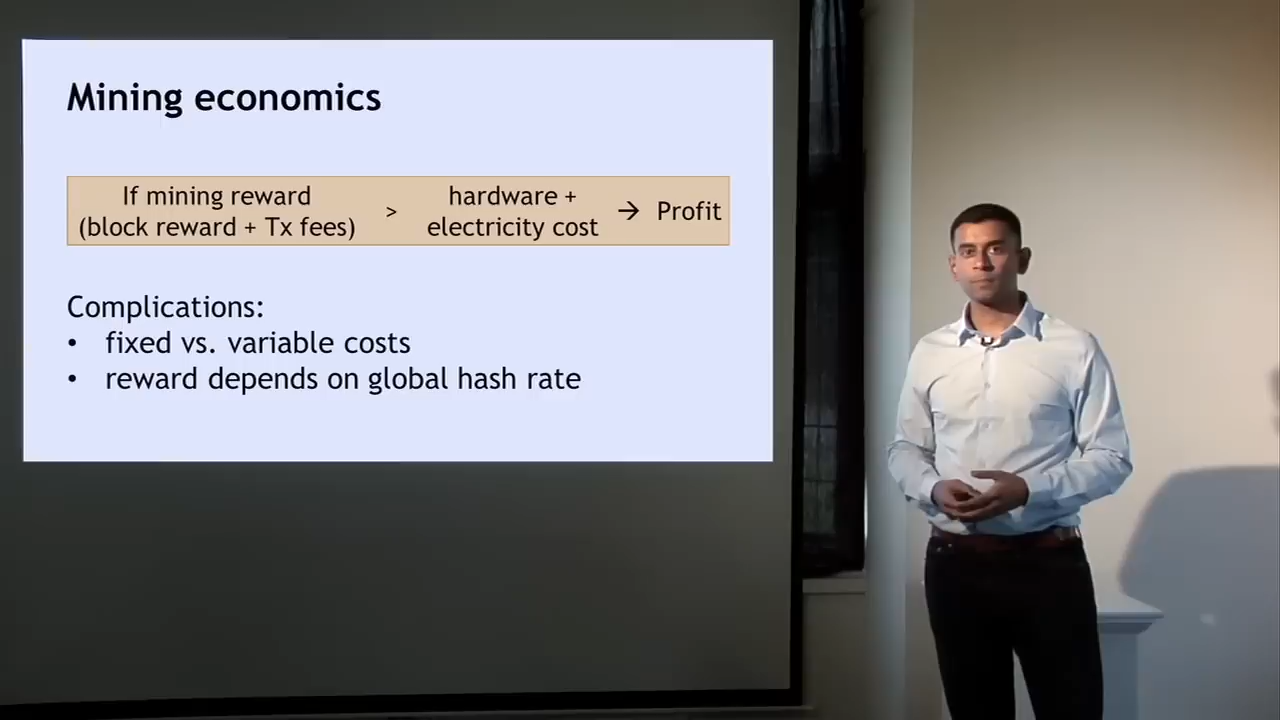 Mining economics
If mining reward
(block reward + Tx fees)
>
hardware +
electricity cost
→ Profit
Complications:
• fixed vs. variable costs
• reward depends on global hash rate